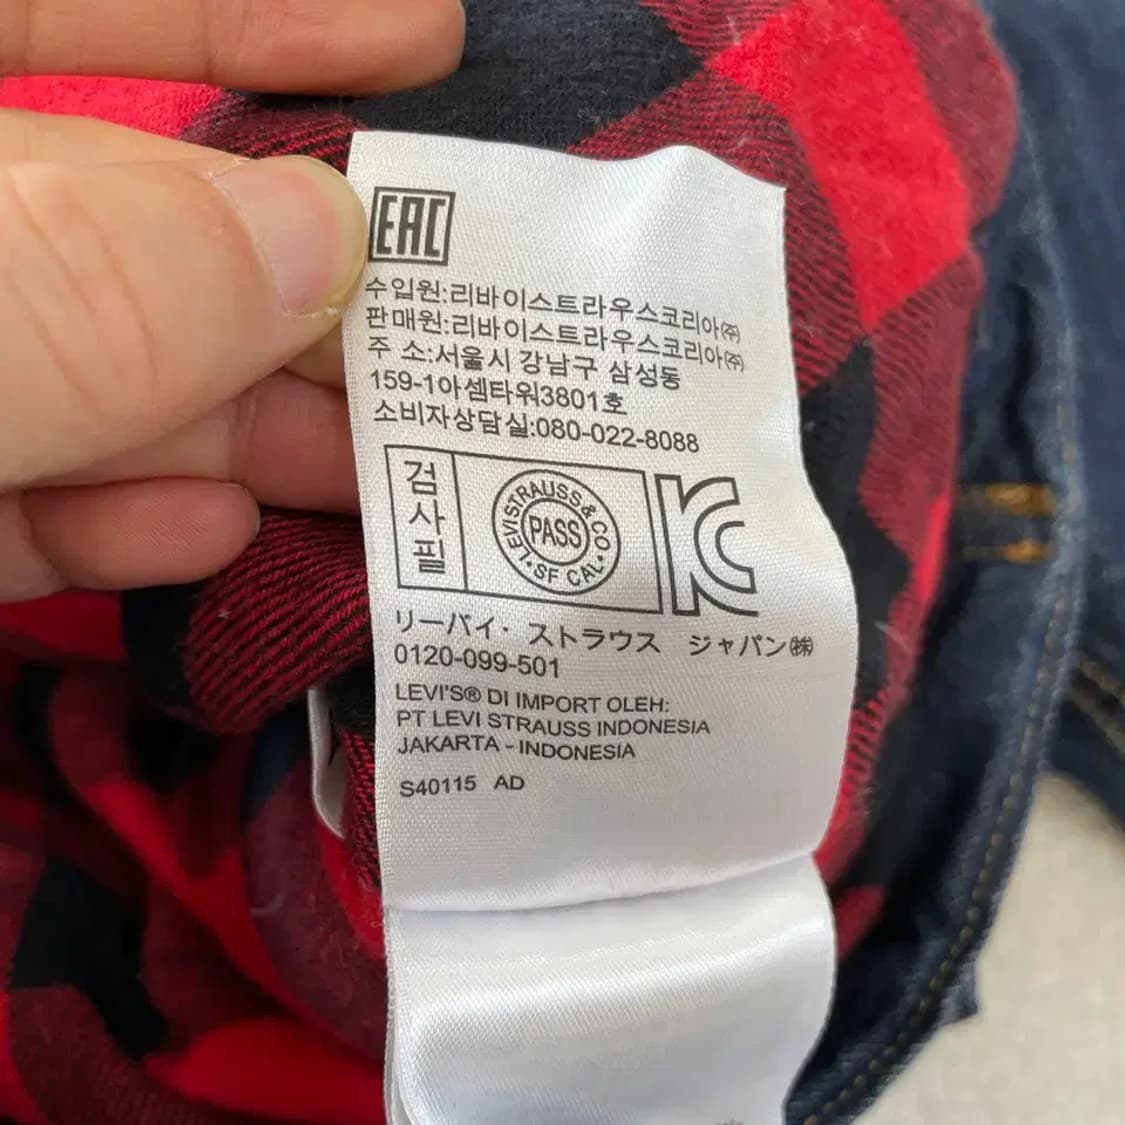 EAC
수입원:리바이스트라우스코리아㈜
판매원:리바이스트라우스코리아㈜
주 소:서울시 강남구 삼성동
159-1아셈타워3801호
소비자상담실:080-022-8088
검사필
LEVI STRAUSS & CO
PASS
SF CAL
KC
リーバイ・ストラウス ジャパン㈱
0120-099-501
LEVI'S® DI IMPORT OLEH:
PT LEVI STRAUSS INDONESIA
JAKARTA - INDONESIA
S40115 AD